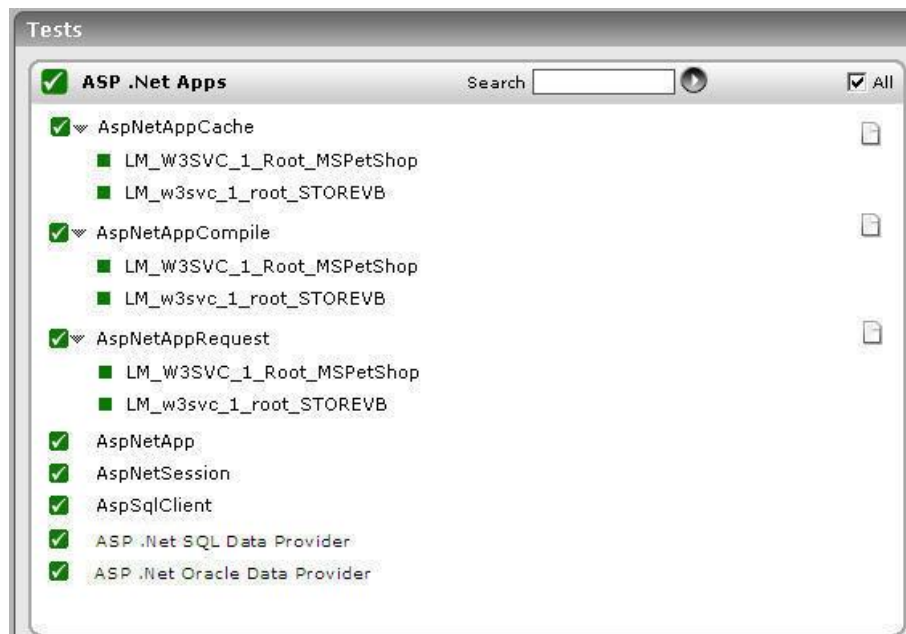 Tests
ASP .Net Apps Search All
AspNetAppCache
LM_W3SVC_1_Root_MSPetShop
LM_w3svc_1_root_STOREVB
AspNetAppCompile
LM_W3SVC_1_Root_MSPetShop
LM_w3svc_1_root_STOREVB
AspNetAppRequest
LM_W3SVC_1_Root_MSPetShop
LM_w3svc_1_root_STOREVB
AspNetApp
AspNetSession
AspSqlClient
ASP .Net SQL Data Provider
ASP .Net Oracle Data Provider